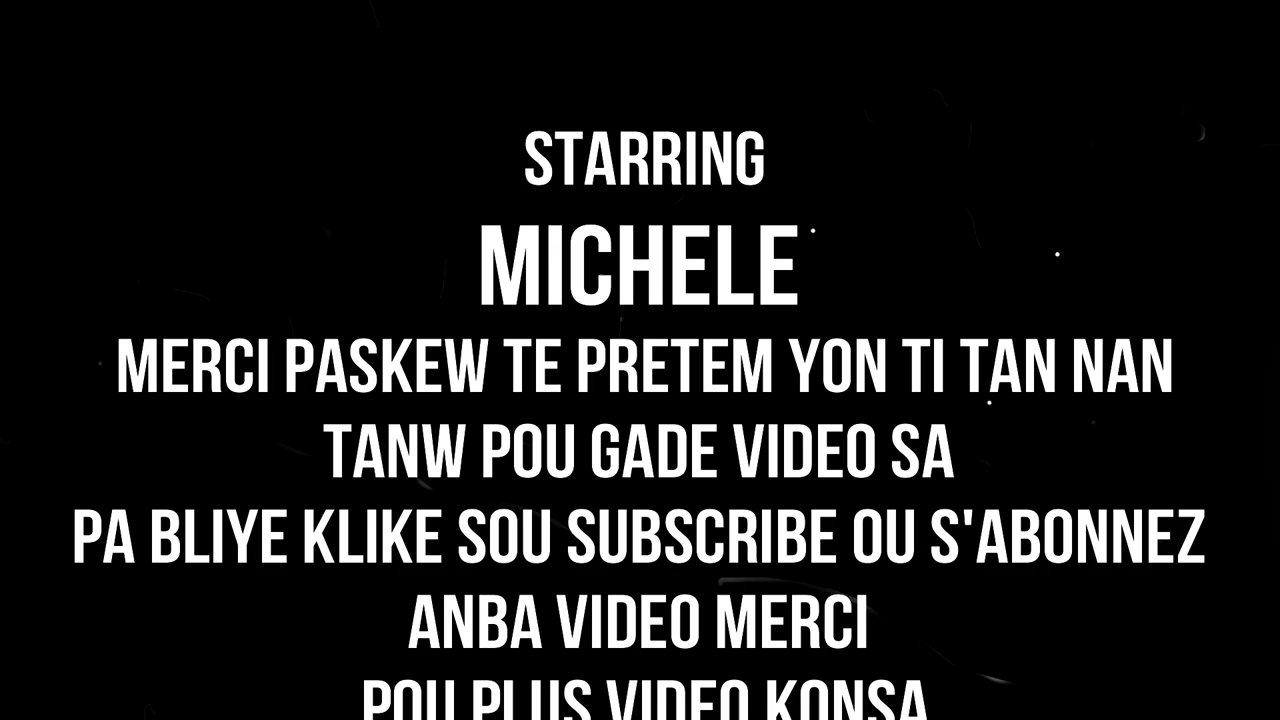 STARRING
MICHELE
MERCI PASKEW TE PRETEM YON TI TAN NAN
TANW POU GADE VIDEO SA
PA BLIYE KLIKE SOU SUBSCRIBE OU S'ABONNEZ
ANBA VIDEO MERCI
POU PLUS VIDEO KONSA